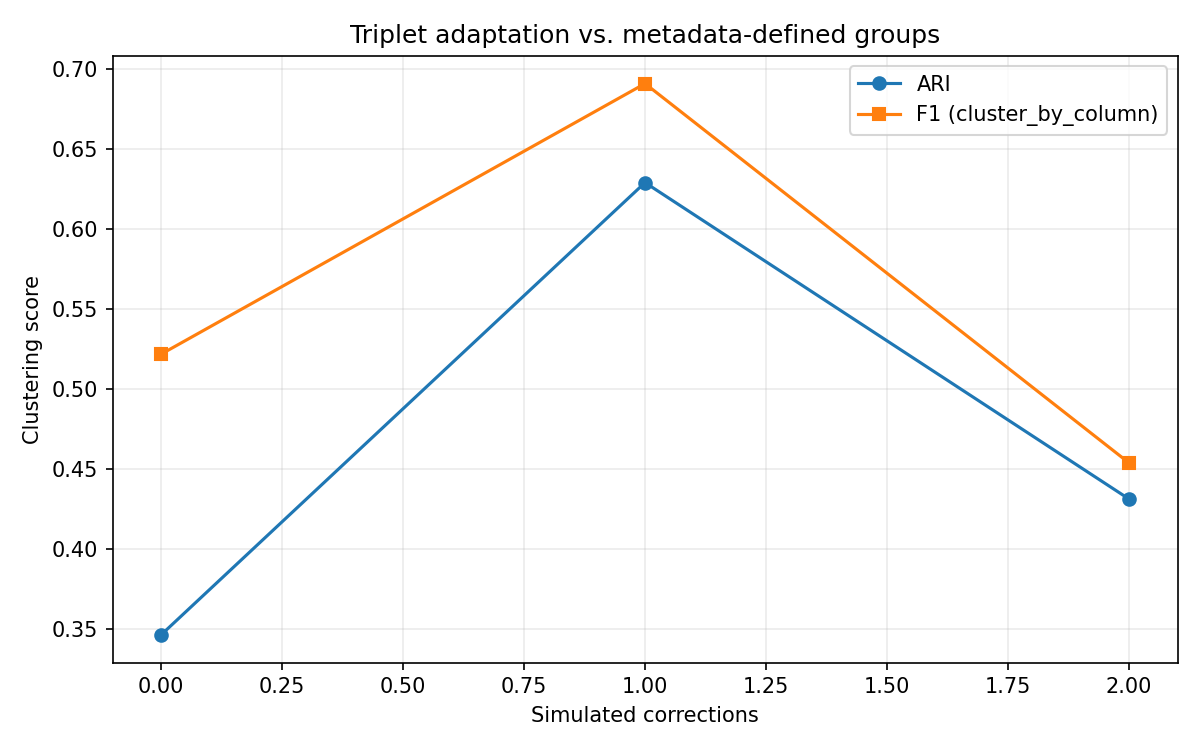 Triplet adaptation vs. metadata-defined groups
ARI
F1 (cluster_by_column)
Clustering score
0.70
0.65
0.60
0.55
0.50
0.45
0.40
0.35
0.00 0.25 0.50 0.75 1.00 1.25 1.50 1.75 2.00
Simulated corrections